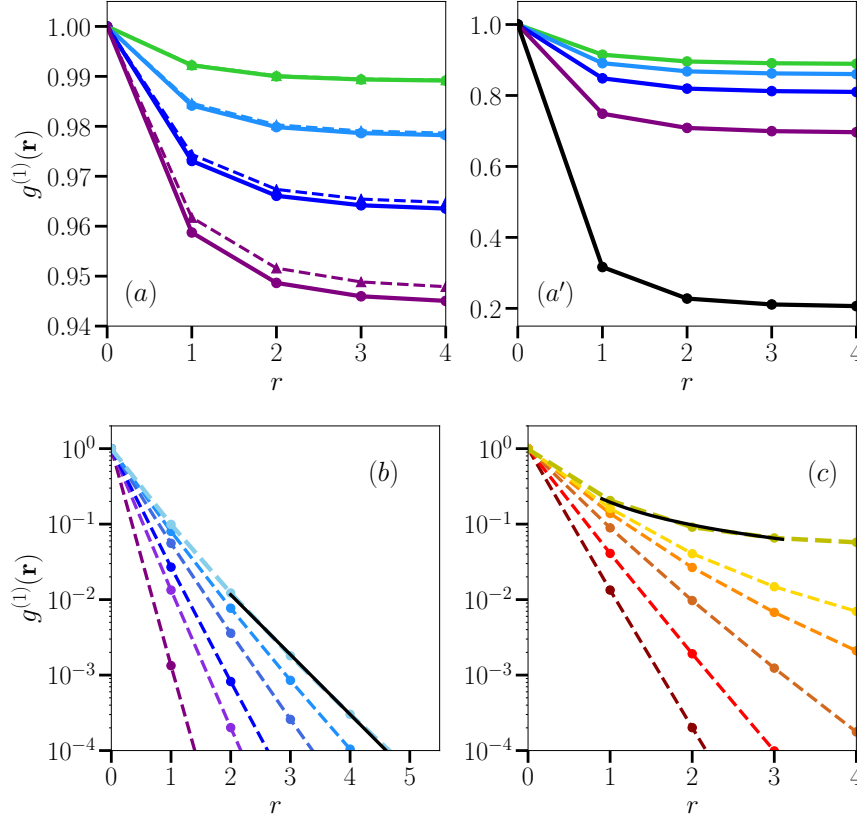 1.00
0.99
0.98
0.97
0.96
0.95
0.94
g^{(1)}(r)
(a)
0 1 2 3 4
r
1.0
0.8
0.6
0.4
0.2
(a′)
0 1 2 3 4
r
10^0
10^{-1}
10^{-2}
10^{-3}
10^{-4}
g^{(1)}(r)
(b)
0 1 2 3 4 5
r
10^0
10^{-1}
10^{-2}
10^{-3}
10^{-4}
(c)
0 1 2 3 4
r